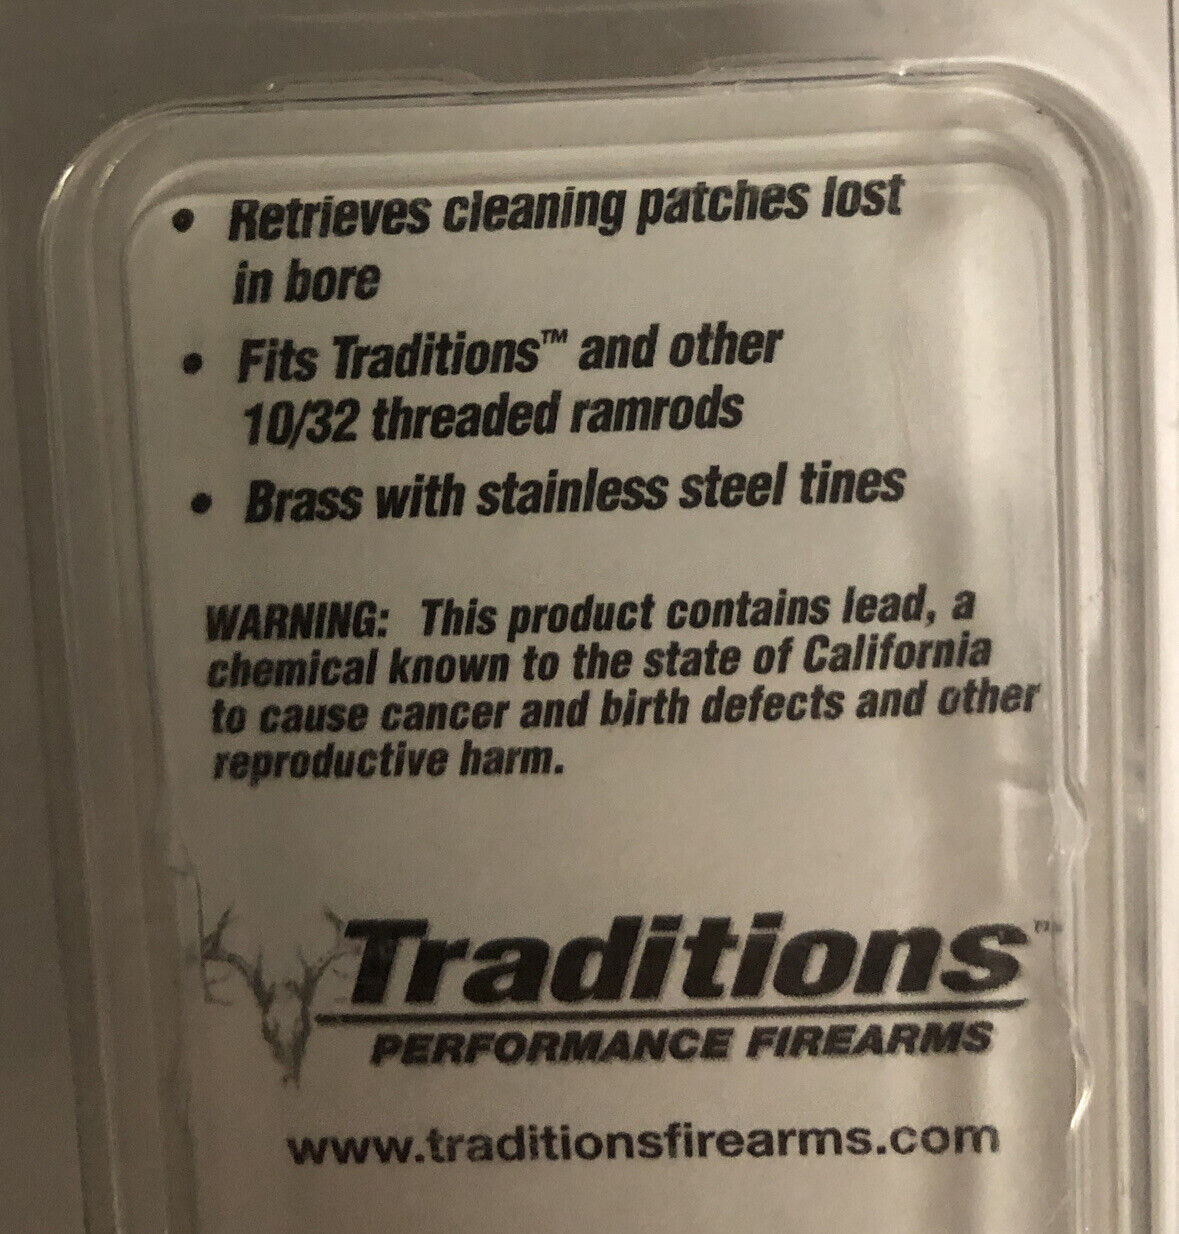 • Retrieves cleaning patches lost
in bore
• Fits Traditions™ and other
10/32 threaded ramrods
• Brass with stainless steel tines
WARNING: This product contains lead, a
chemical known to the state of California
to cause cancer and birth defects and other
reproductive harm.
Traditions™
PERFORMANCE FIREARMS
www.traditionsfirearms.com